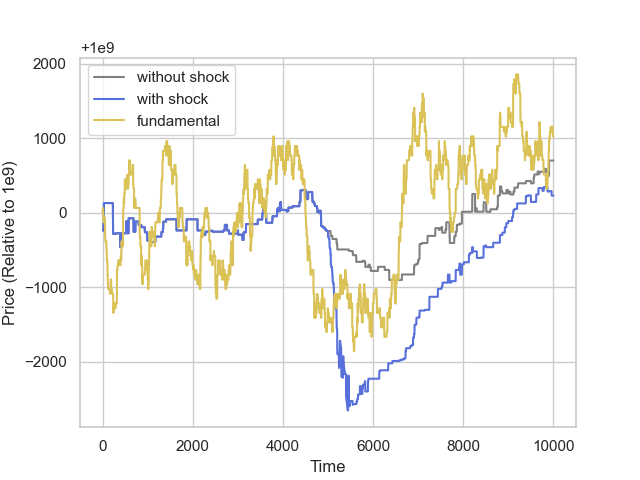 +1e9
2000
1000
0
−1000
−2000
Price (Relative to 1e9)
without shock
with shock
fundamental
0
2000
4000
6000
8000
10000
Time